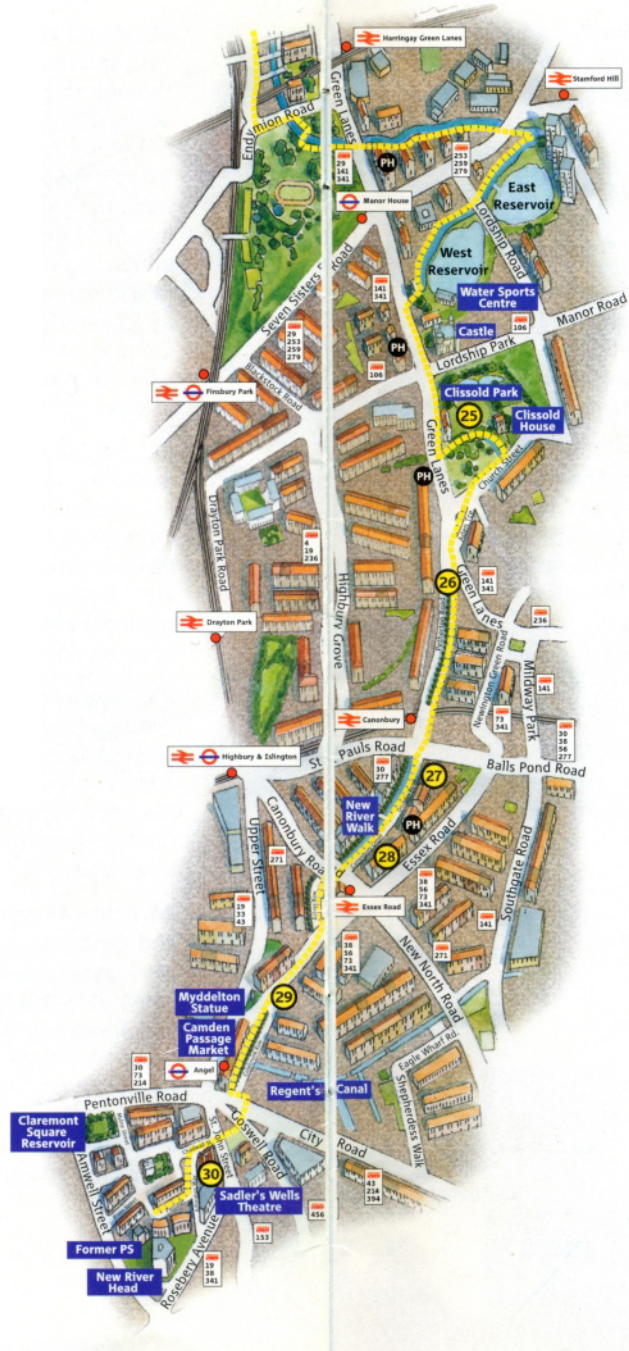 Harringay Green Lanes
Stamford Hill
Endymion Road
Green Lanes
29
141
341
PH
253
259
279
East
Reservoir
Manor House
Lordship Road
West
Reservoir
Seven Sisters Road
141
341
Water Sports
Centre
Manor Road
106
Castle
29
253
259
279
PH
Lordship Park
106
Finsbury Park
Blackstock Road
Clissold Park
25
Clissold
House
Green Lanes
Church Street
PH
Drayton Park Road
4
19
236
26
141
341
Green Lanes
Highbury Grove
236
Drayton Park
Newington Green Road
Mildway Park
141
Canonbury
73
341
30
38
56
277
St Pauls Road
Highbury & Islington
30
277
27
Balls Pond Road
New
River
Walk
PH
Canonbury Road
Upper Street
271
28
Essex Road
Southgate Road
38
56
73
341
Essex Road
19
33
43
141
38
56
73
341
271
New North Road
Myddelton
Statue
29
Camden
Passage
Market
Eagle Wharf Rd.
Angel
30
73
214
Regent's Canal
Shepherdess Walk
Pentonville Road
Claremont
Square
Reservoir
St. John Street
Goswell Road
City Road
Amwell Street
30
43
214
394
Sadler's Wells
Theatre
456
153
Former PS
New River
Head
Rosebery Avenue
19
38
341